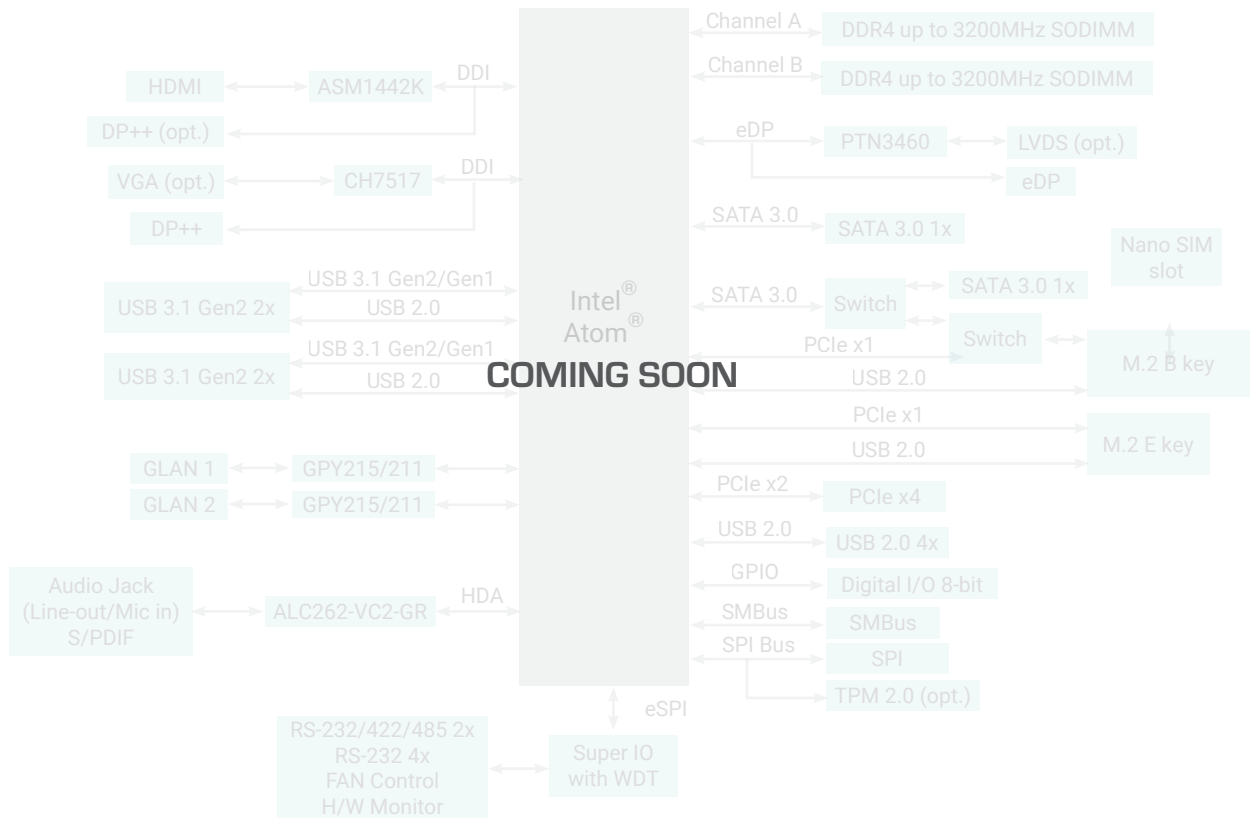 Channel A
DDR4 up to 3200MHz SODIMM
Channel B
DDR4 up to 3200MHz SODIMM
HDMI
ASM1442K
DDI
DP++ (opt.)
eDP
PTN3460
LVDS (opt.)
eDP
VGA (opt.)
CH7517
DDI
DP++
SATA 3.0
SATA 3.0 1x
Nano SIM
slot
USB 3.1 Gen2 2x
USB 3.1 Gen2/Gen1
USB 2.0
Intel®
Atom®
SATA 3.0
Switch
SATA 3.0 1x
Switch
PCIe x1
USB 2.0
M.2 B key
USB 3.1 Gen2 2x
USB 3.1 Gen2/Gen1
USB 2.0
COMING SOON
PCIe x1
USB 2.0
M.2 E key
GLAN 1
GPY215/211
GLAN 2
GPY215/211
PCIe x2
PCIe x4
USB 2.0
USB 2.0 4x
GPIO
Digital I/O 8-bit
Audio Jack
(Line-out/Mic in)
S/PDIF
ALC262-VC2-GR
HDA
SMBus
SMBus
SPI Bus
SPI
TPM 2.0 (opt.)
eSPI
RS-232/422/485 2x
RS-232 4x
FAN Control
H/W Monitor
Super IO
with WDT